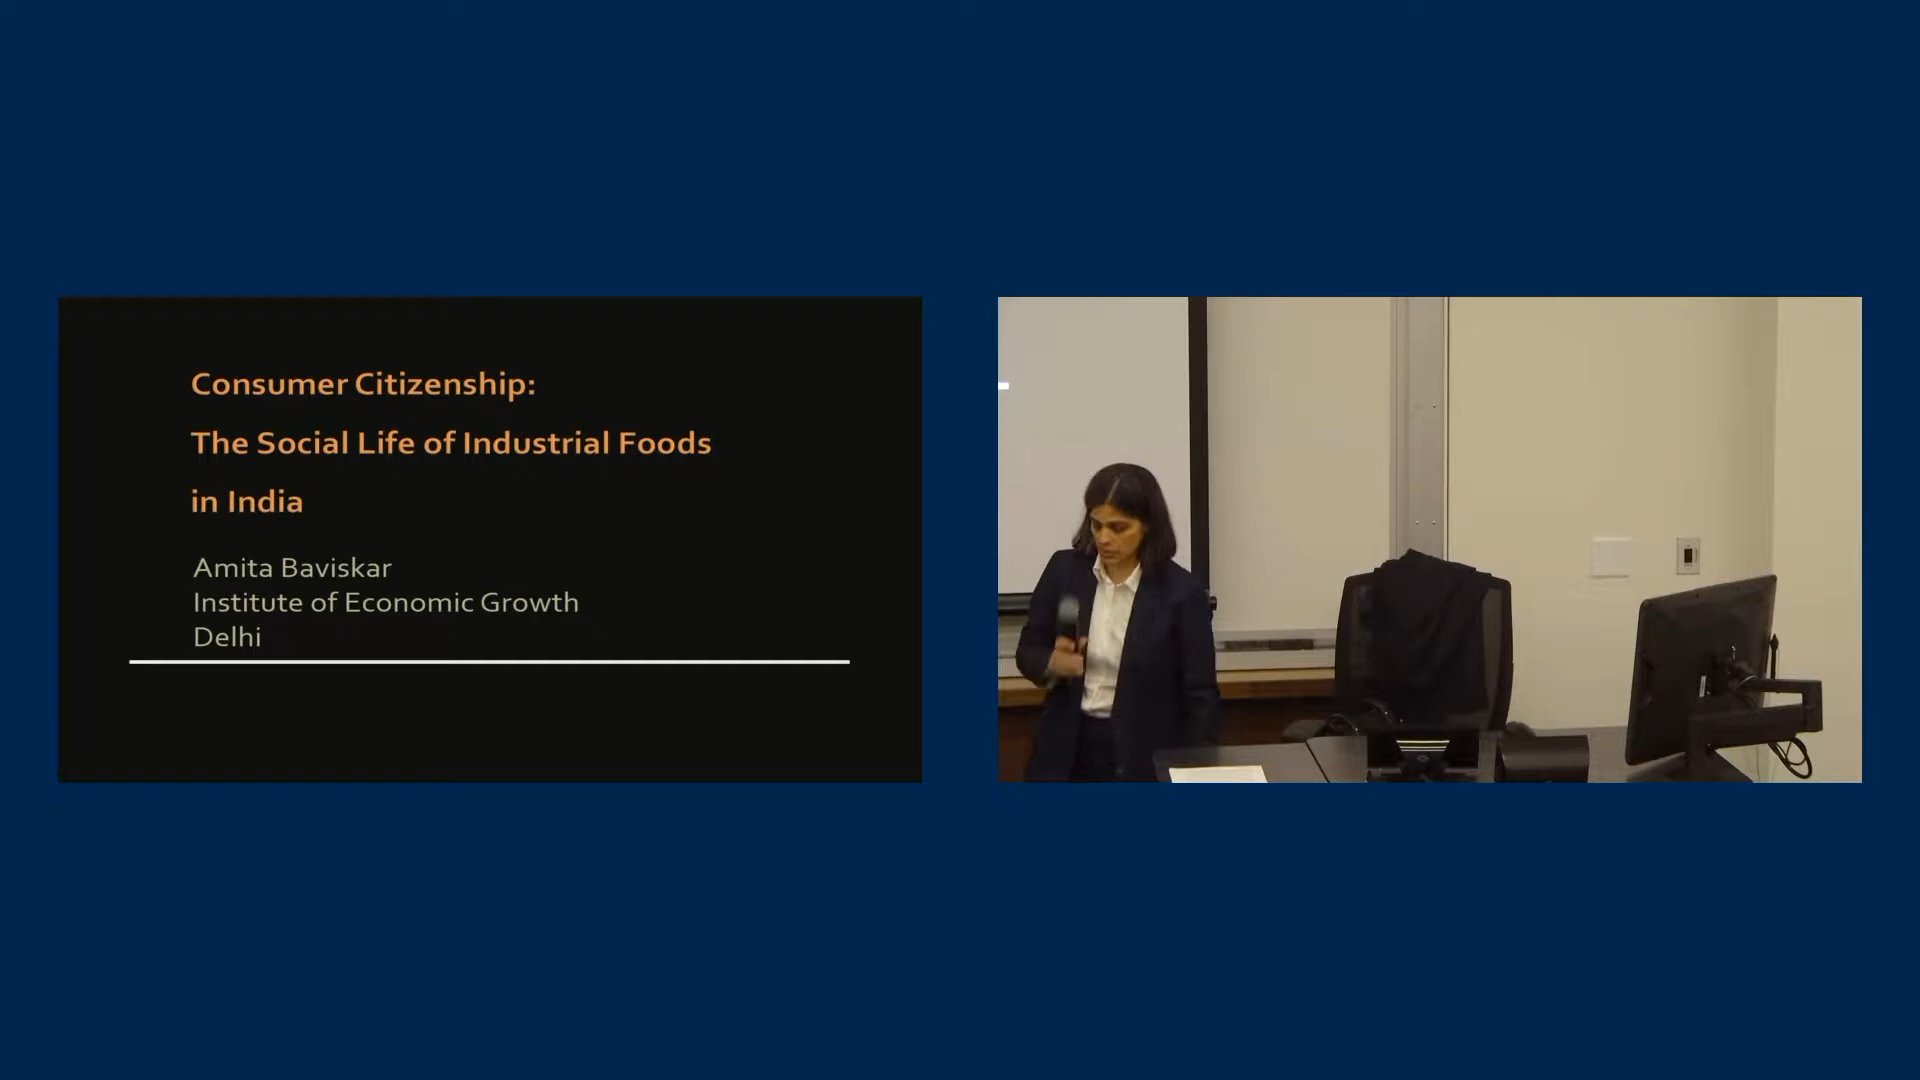 Consumer Citizenship:
The Social Life of Industrial Foods
in India
Amita Baviskar
Institute of Economic Growth
Delhi